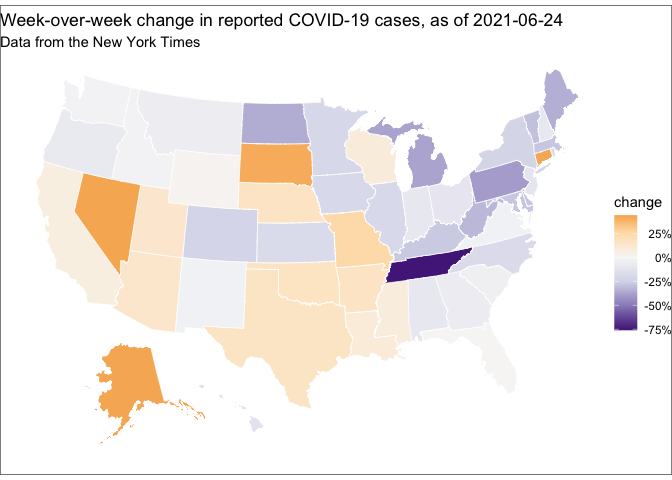 Week-over-week change in reported COVID-19 cases, as of 2021-06-24
Data from the New York Times
change
25%
0%
-25%
-50%
-75%